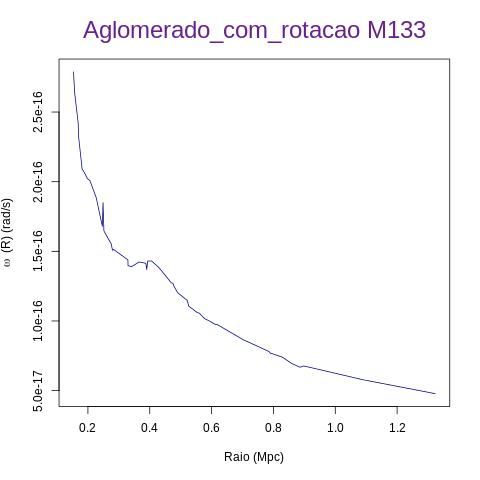 Aglomerado_com_rotacao M133
ω (R) (rad/s)
2.5e-16
2.0e-16
1.5e-16
1.0e-16
5.0e-17
0.2 0.4 0.6 0.8 1.0 1.2
Raio (Mpc)